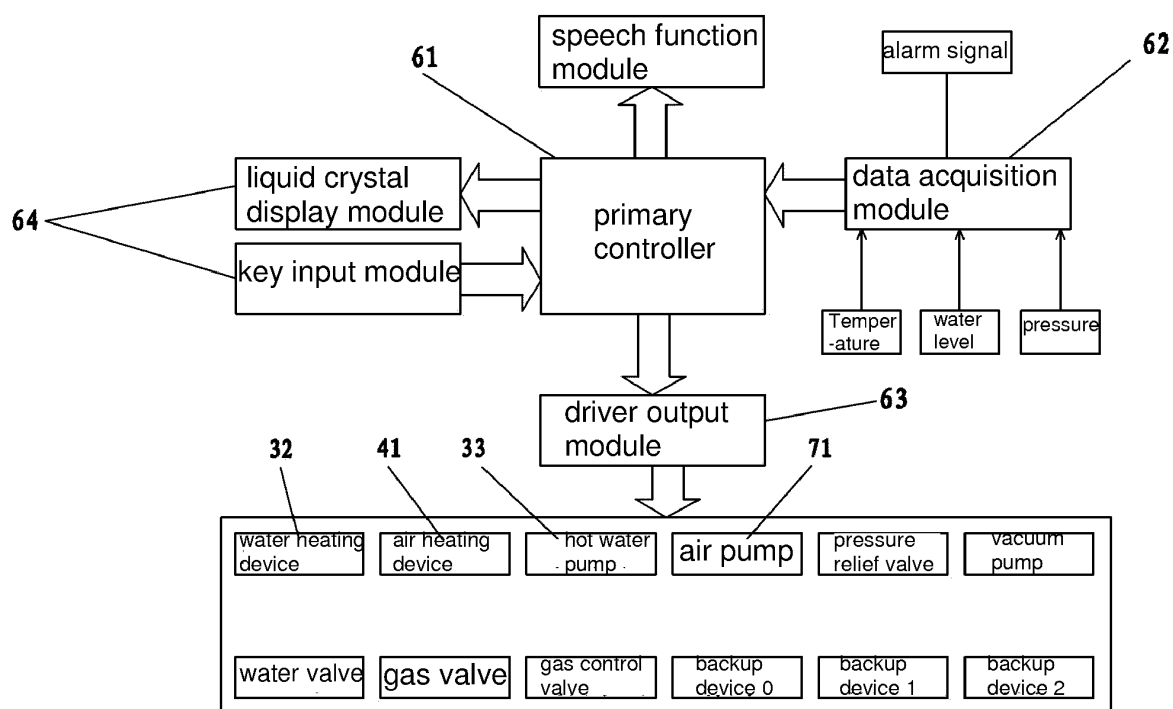 61
speech function
module
alarm signal
62
liquid crystal
display module
primary
controller
data acquisition
module
64
key input module
Temper
-ature
water
level
pressure
driver output
module
63
32
41
33
71
water heating
device
air heating
device
hot water
pump
air pump
pressure
relief valve
vacuum
pump
water valve
gas valve
gas control
valve
backup
device 0
backup
device 1
backup
device 2